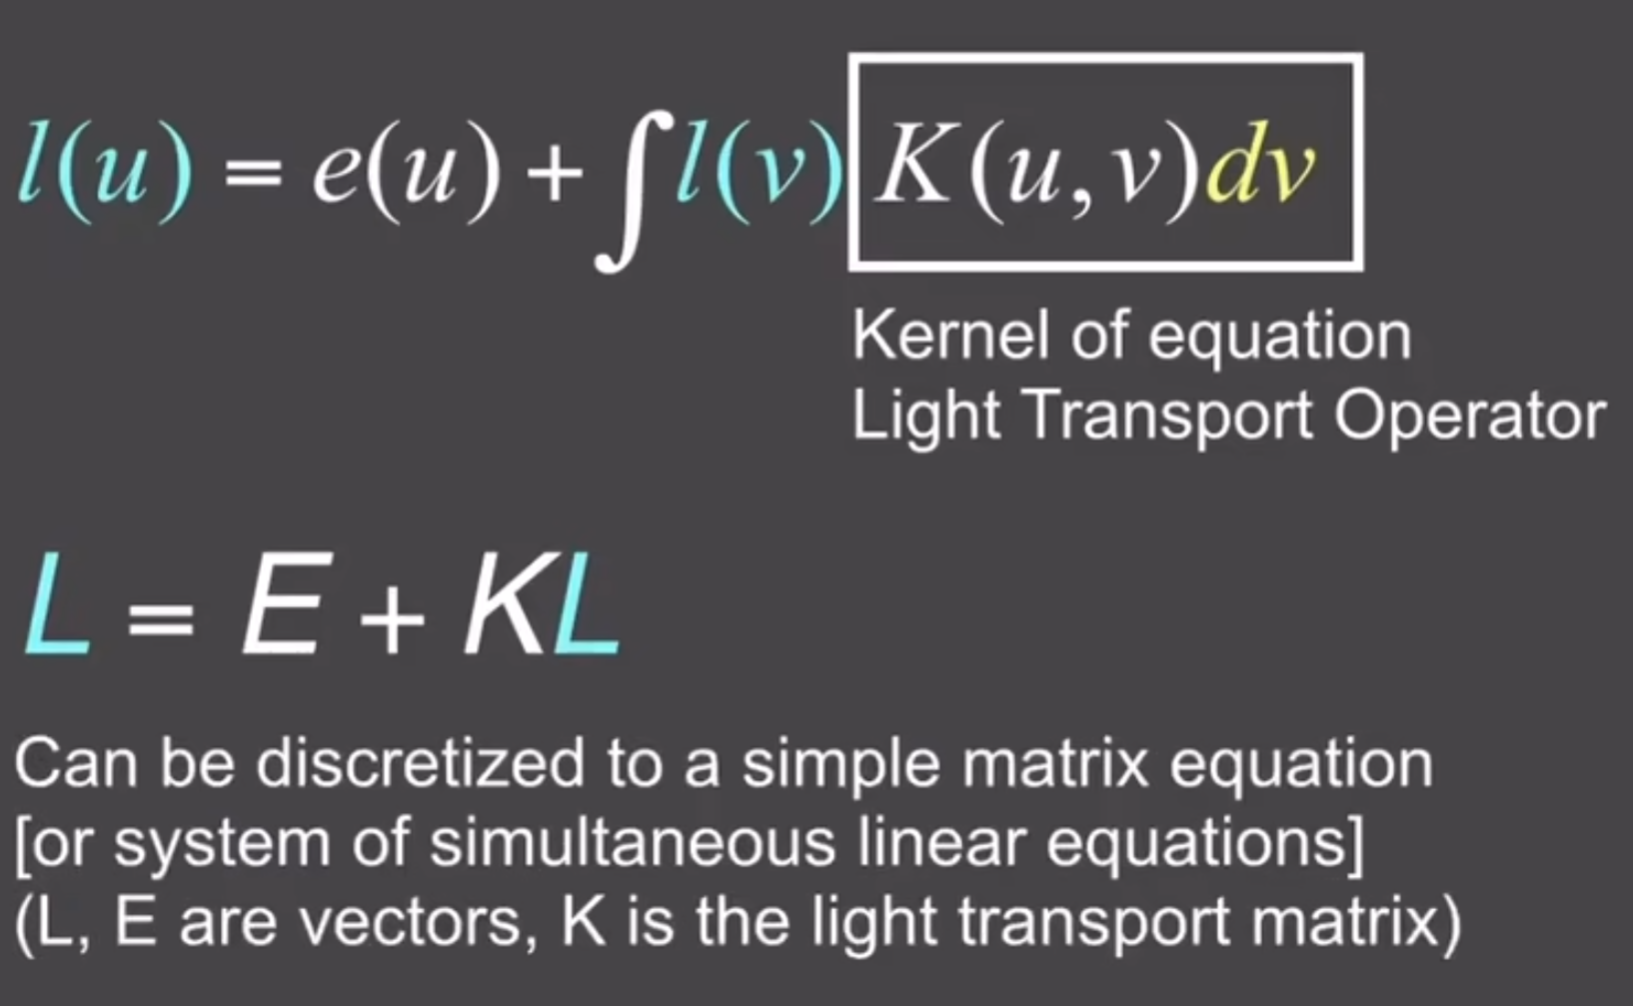 l(u) = e(u) + ∫ l(v) K(u,v)dv
Kernel of equation
Light Transport Operator
L = E + KL
Can be discretized to a simple matrix equation
[or system of simultaneous linear equations]
(L, E are vectors, K is the light transport matrix)